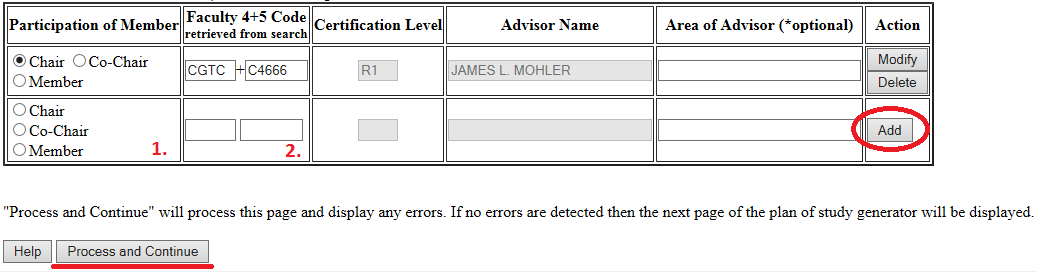 Participation of Member Faculty 4+5 Code retrieved from search Certification Level Advisor Name Area of Advisor (*optional) Action
Chair Co-Chair
Member
CGTC + C4666
R1
JAMES L. MOHLER
Modify
Delete
Chair
Co-Chair
Member
1.
2.
Add
"Process and Continue" will process this page and display any errors. If no errors are detected then the next page of the plan of study generator will be displayed.
Help Process and Continue